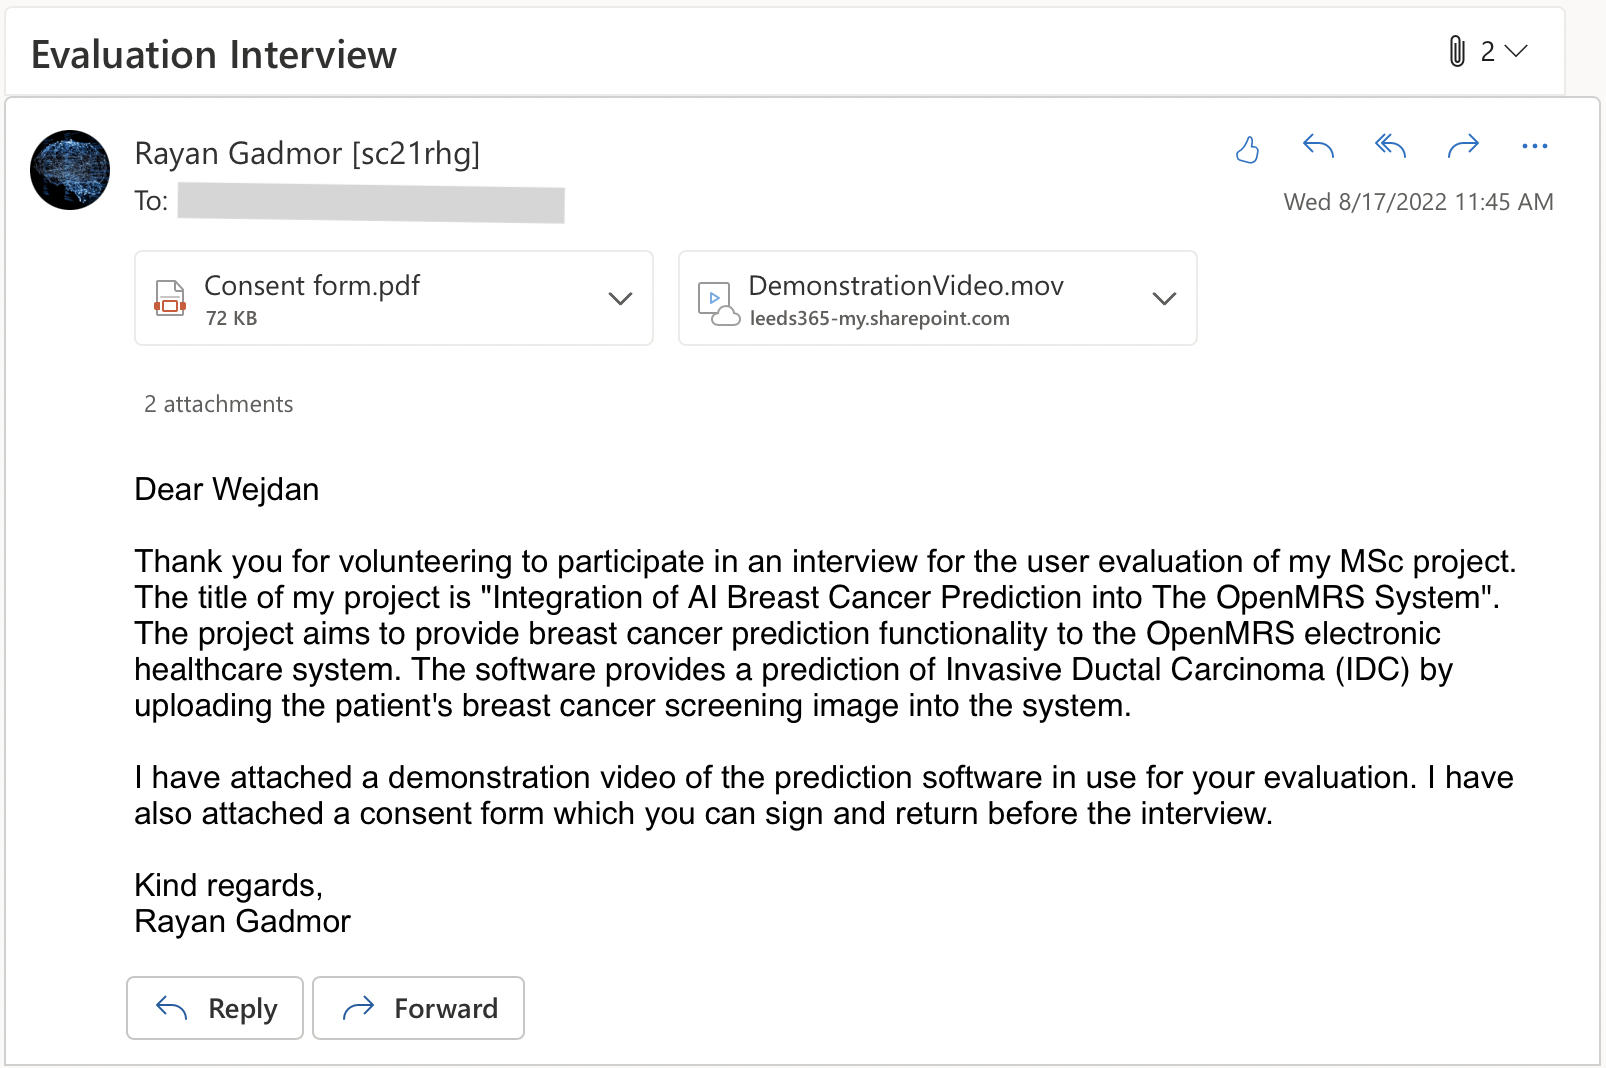 Evaluation Interview
2
Rayan Gadmor [sc21rhg]
To:
Wed 8/17/2022 11:45 AM
Consent form.pdf
72 KB
DemonstrationVideo.mov
leeds365-my.sharepoint.com
2 attachments
Dear Wejdan
Thank you for volunteering to participate in an interview for the user evaluation of my MSc project.
The title of my project is "Integration of AI Breast Cancer Prediction into The OpenMRS System".
The project aims to provide breast cancer prediction functionality to the OpenMRS electronic
healthcare system. The software provides a prediction of Invasive Ductal Carcinoma (IDC) by
uploading the patient's breast cancer screening image into the system.
I have attached a demonstration video of the prediction software in use for your evaluation. I have
also attached a consent form which you can sign and return before the interview.
Kind regards,
Rayan Gadmor
Reply
Forward